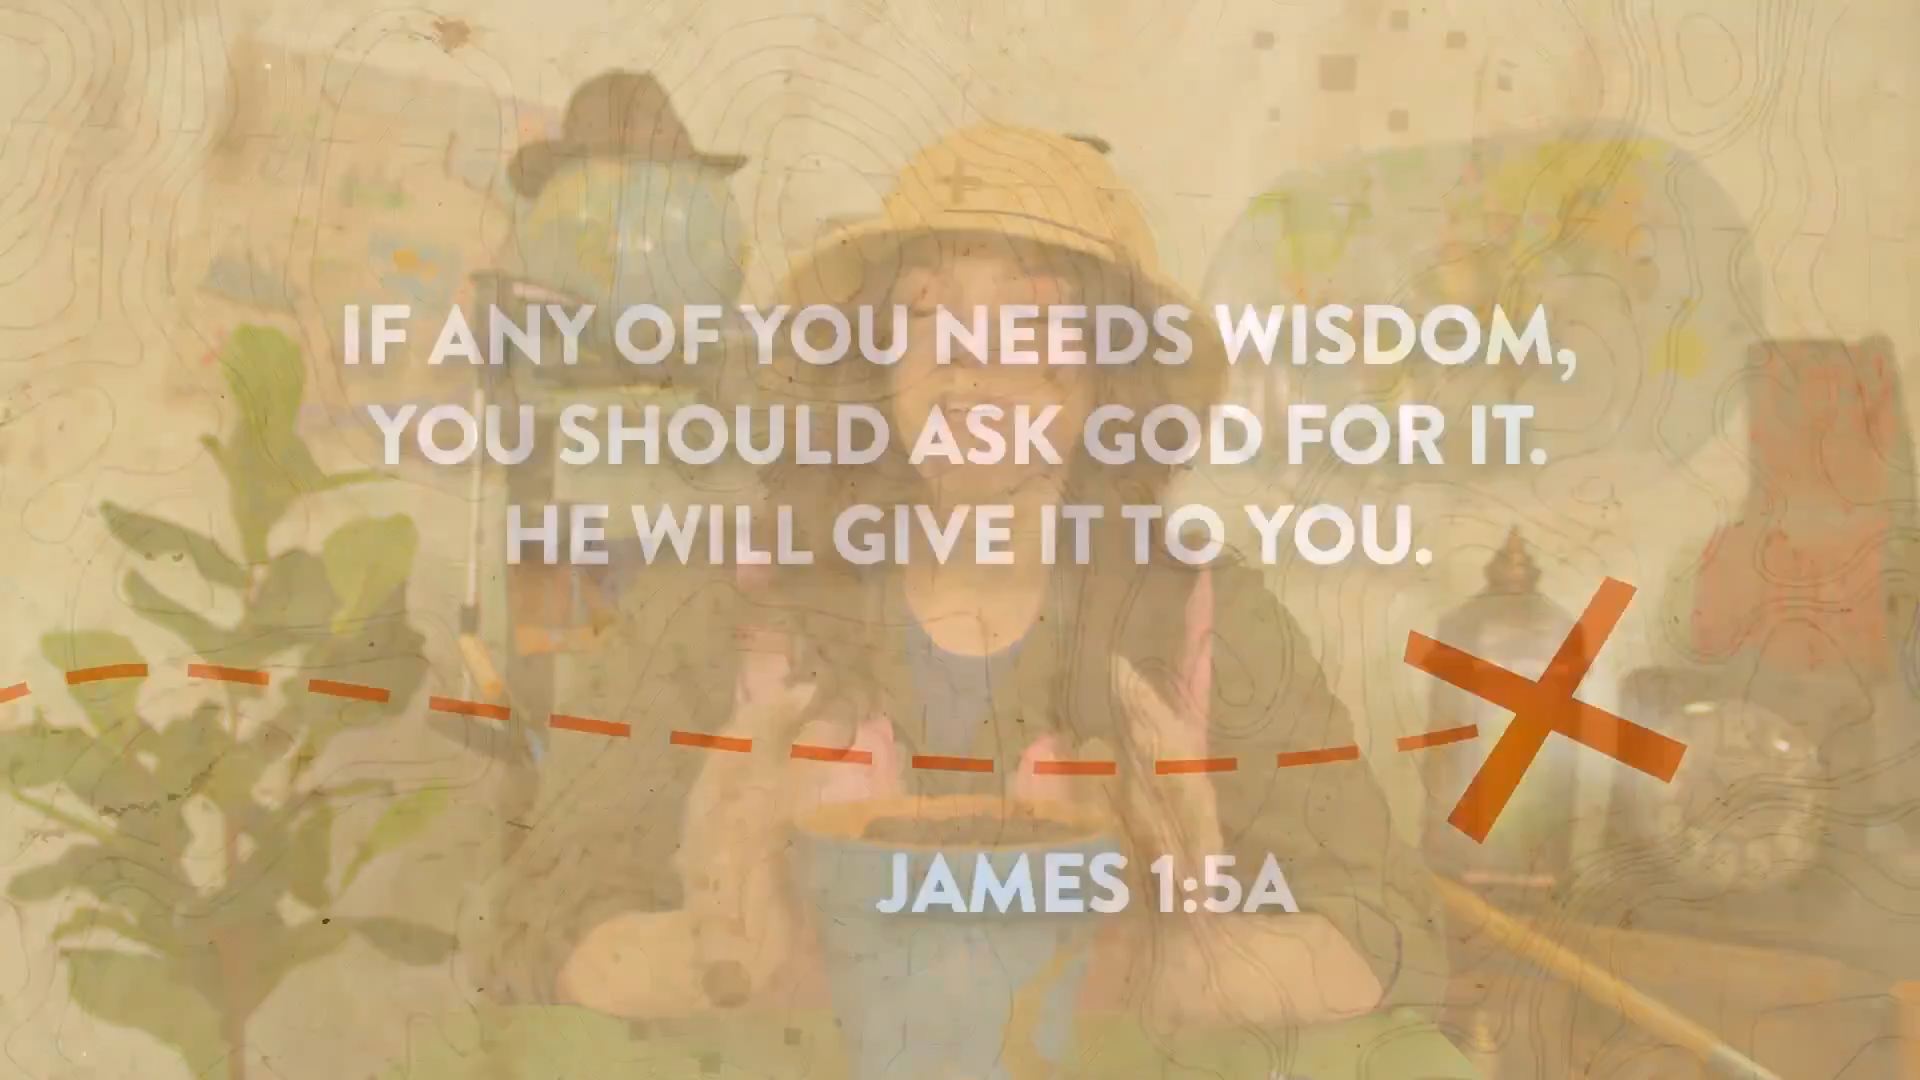 IF ANY OF YOU NEEDS WISDOM,
YOU SHOULD ASK GOD FOR IT.
HE WILL GIVE IT TO YOU.
JAMES 1:5A